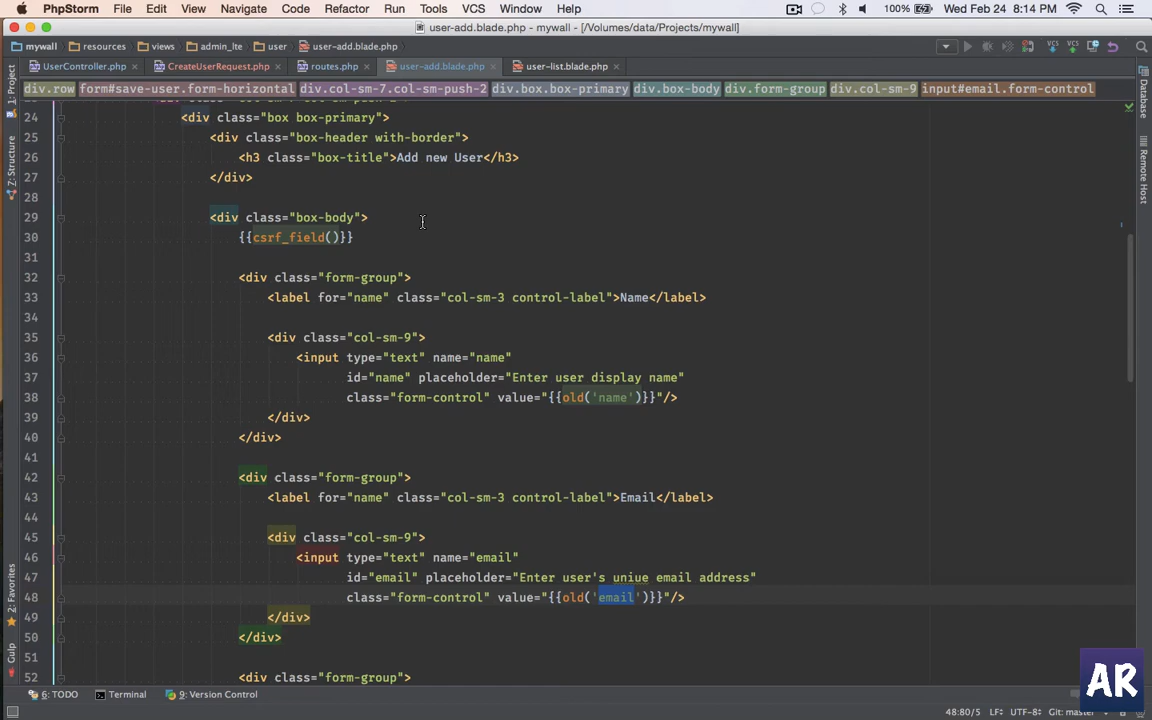 PhpStorm File Edit View Navigate Code Refactor Run Tools VCS Window Help 100% Wed Feb 24 8:14 PM
user-add.blade.php - mywall - [/Volumes/data/Projects/mywall]
mywall resources views admin_lte user user-add.blade.php
UserController.php CreateUserRequest.php routes.php user-add.blade.php user-list.blade.php
div.row form#save-user.form-horizontal div.col-sm-7.col-sm-push-2 div.box.box-primary div.box-body div.form-group div.col-sm-9 input#email.form-control
24 <div class="box box-primary">
25 <div class="box-header with-border">
26 <h3 class="box-title">Add new User</h3>
27 </div>
28
29 <div class="box-body">
30 {{csrf_field()}}
31
32 <div class="form-group">
33 <label for="name" class="col-sm-3 control-label">Name</label>
34
35 <div class="col-sm-9">
36 <input type="text" name="name"
37 id="name" placeholder="Enter user display name"
38 class="form-control" value="{{old('name')}}"/>
39 </div>
40 </div>
41
42 <div class="form-group">
43 <label for="name" class="col-sm-3 control-label">Email</label>
44
45 <div class="col-sm-9">
46 <input type="text" name="email"
47 id="email" placeholder="Enter user's uniue email address"
48 class="form-control" value="{{old('email')}}"/>
49 </div>
50 </div>
51
52 <div class="form-group">
1: Project
7: Structure
2: Favorites
Gulp
Database
Remote Host
AR
6: TODO Terminal 9: Version Control
48:80/5 LF UTF-8 Git: master